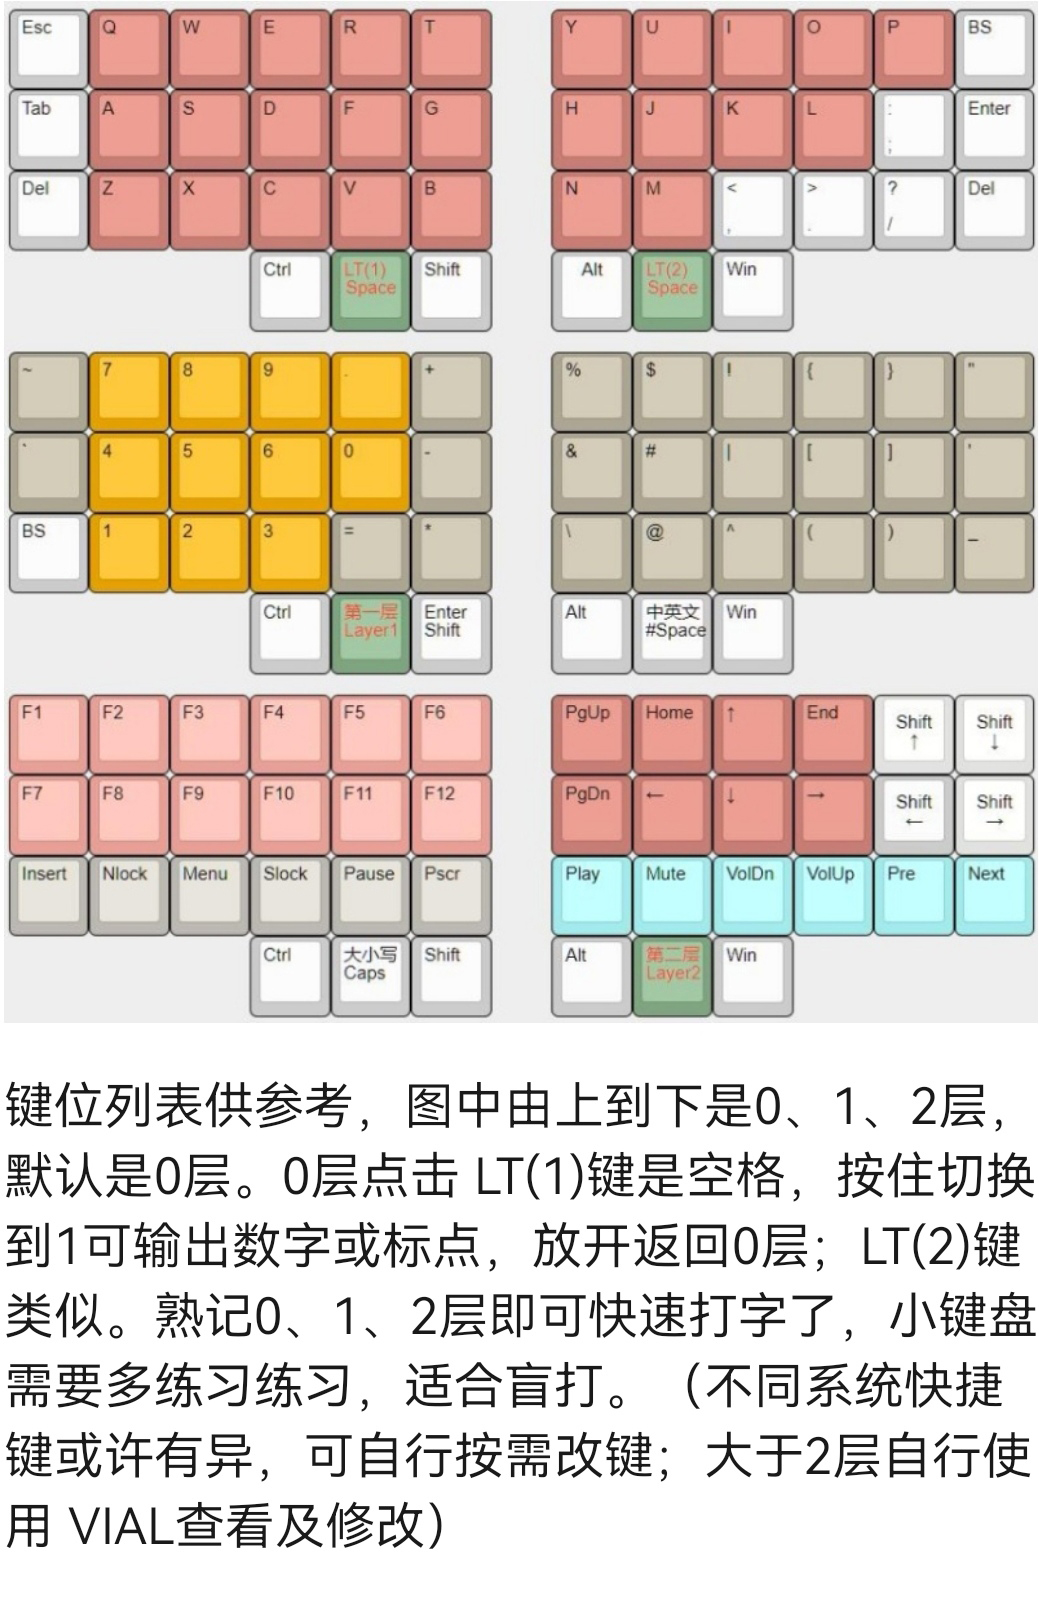 Esc Q W E R T Y U I O P BS
Tab A S D F G H J K L : ; Enter
Del Z X C V B N M < , > . ? / Del
Ctrl LT(1) Space Shift Alt LT(2) Space Win
~ 7 8 9 . + % $ ! { } "
` 4 5 6 0 - & # | [ ] '
BS 1 2 3 = * \ @ ^ ( ) _
Ctrl 第一层 Layer1 Enter Shift Alt 中英文 #Space Win
F1 F2 F3 F4 F5 F6 PgUp Home ↑ End Shift ↑ Shift ↓
F7 F8 F9 F10 F11 F12 PgDn ← ↓ → Shift ← Shift →
Insert Nlock Menu Slock Pause Pscr Play Mute VolDn VolUp Pre Next
Ctrl 大小写 Caps Shift Alt 第二层 Layer2 Win
键位列表供参考，图中由上到下是0、1、2层，
默认是0层。0层点击 LT(1)键是空格，按住切换
到1可输出数字或标点，放开返回0层；LT(2)键
类似。熟记0、1、2层即可快速打字了，小键盘
需要多练习练习，适合盲打。（不同系统快捷
键或许有异，可自行按需改键；大于2层自行使
用 VIAL查看及修改）